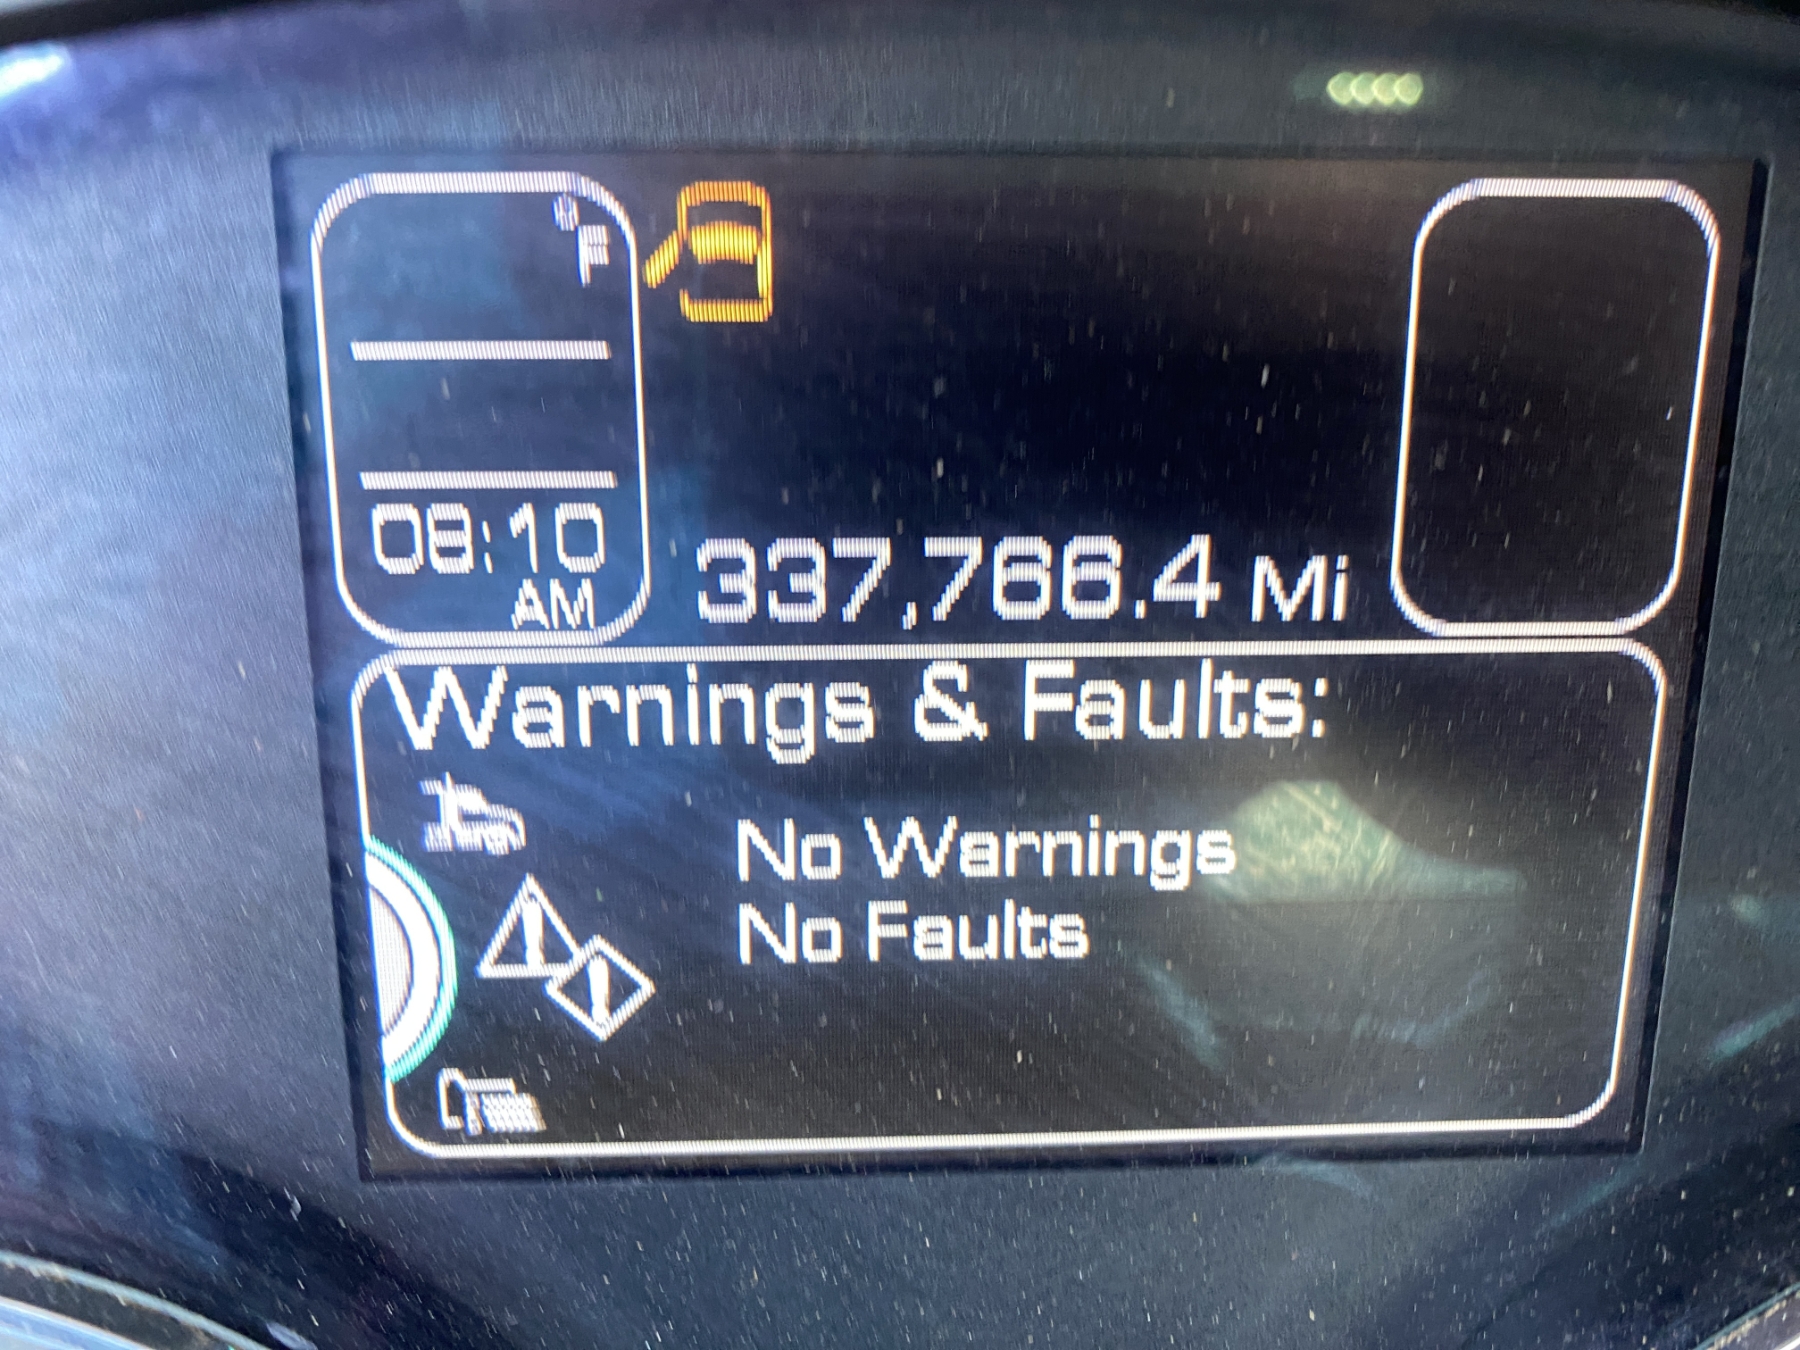 °F
08:10
AM
337,766.4 Mi
Warnings & Faults:
No Warnings
No Faults